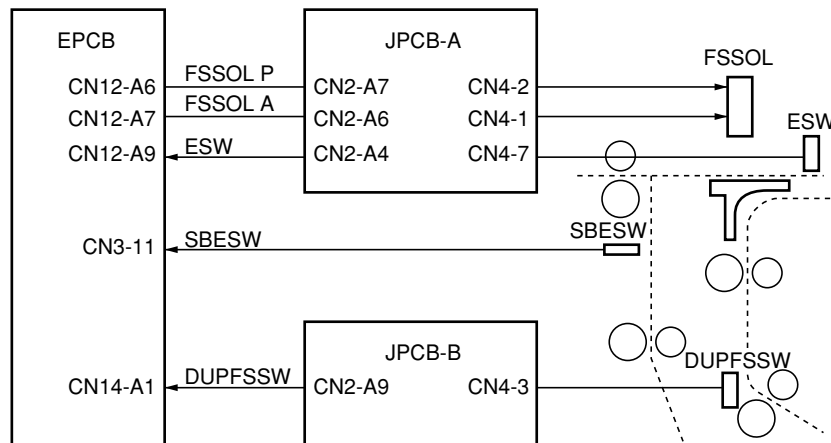 EPCB JPCB-A
FSSOL
CN12-A6 FSSOL P CN2-A7 CN4-2
CN12-A7 FSSOL A CN2-A6 CN4-1
ESW
CN12-A9 ESW CN2-A4 CN4-7
SBESW
CN3-11 SBESW
JPCB-B
DUPFSSW
CN14-A1 DUPFSSW CN2-A9 CN4-3